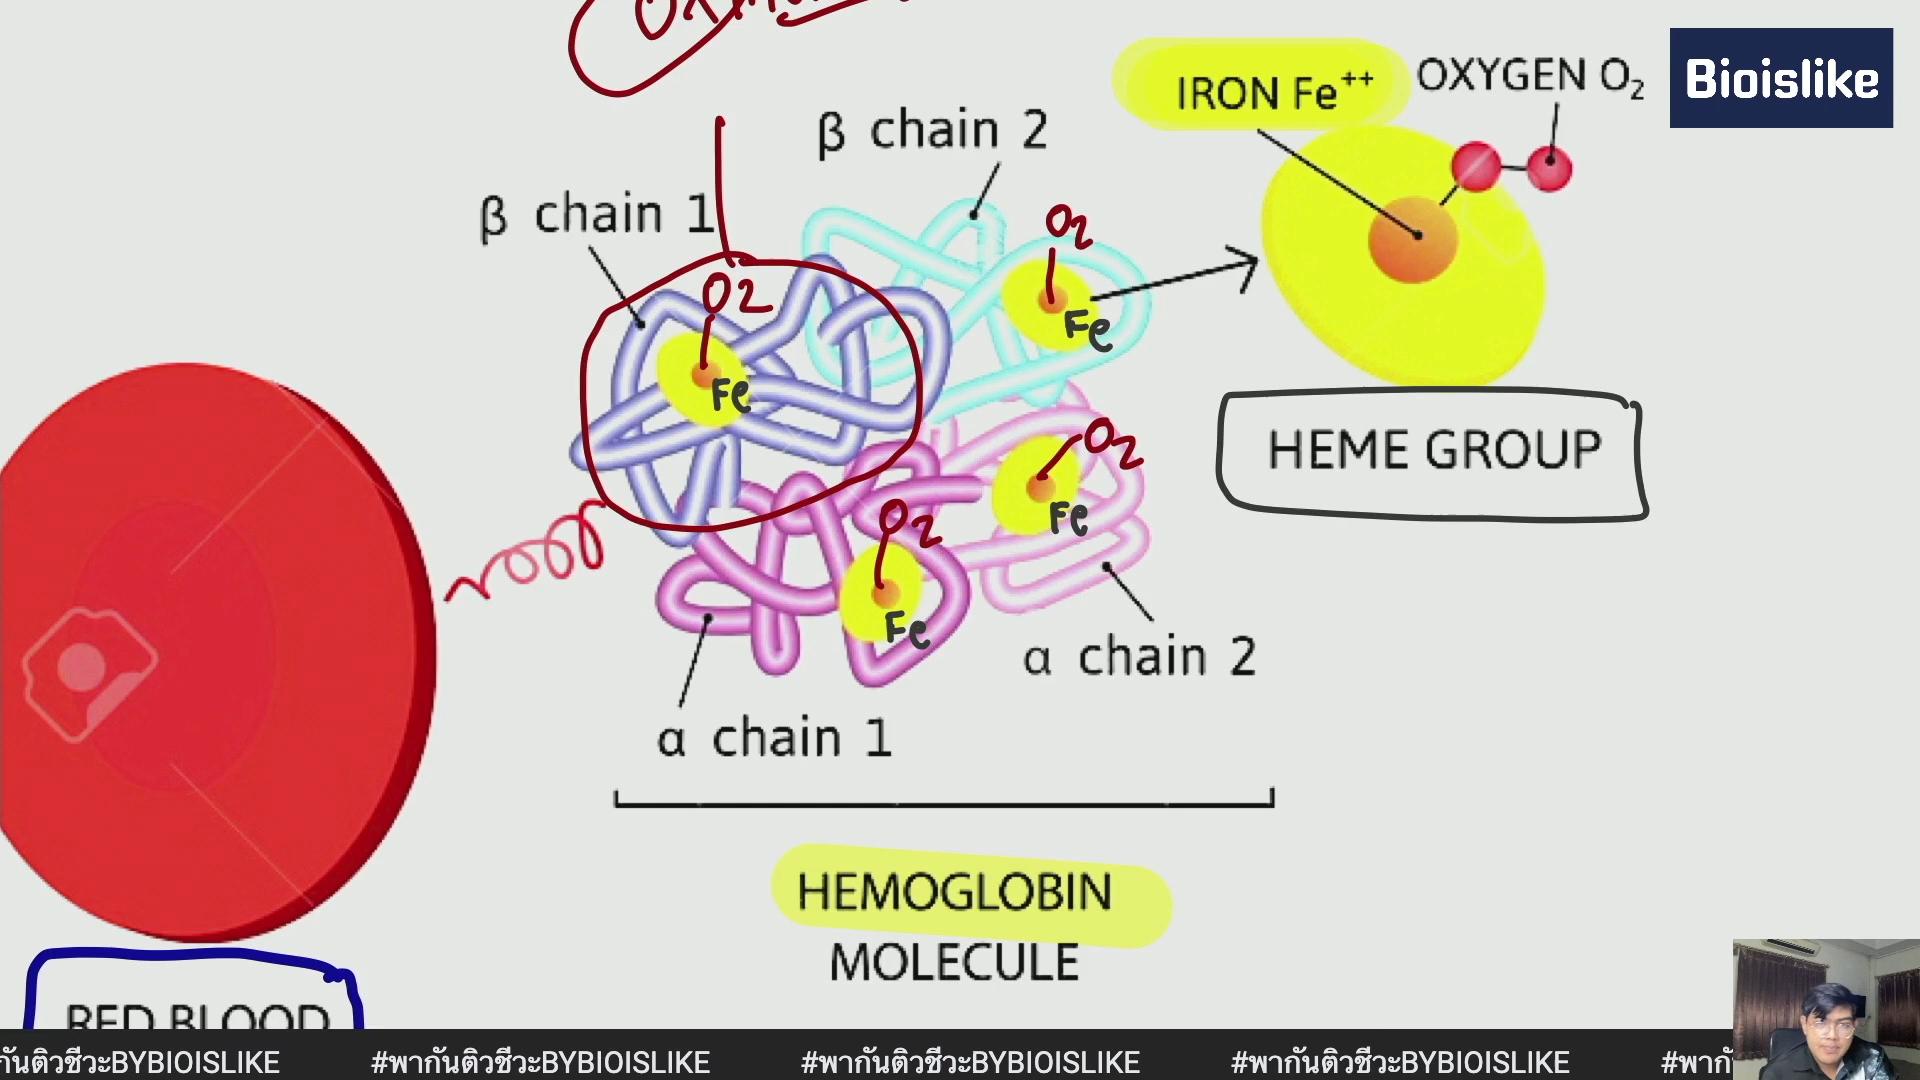 IRON Fe⁺⁺
OXYGEN O₂
Bioislike
β chain 2
β chain 1
O₂
O2
Fe
Fe
HEME GROUP
O2
O2
Fe
Fe
α chain 2
α chain 1
HEMOGLOBIN
MOLECULE
RED BLOOD
#พากันติวชีวะBYBIOISLIKE #พากันติวชีวะBYBIOISLIKE #พากันติวชีวะBYBIOISLIKE